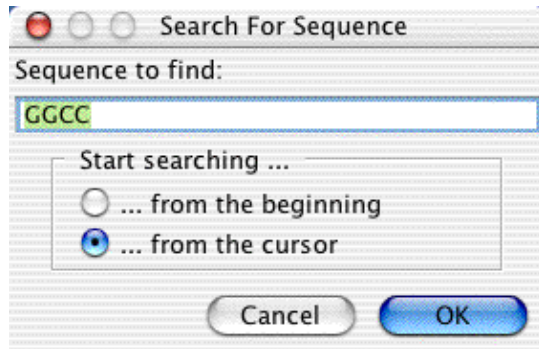 Search For Sequence
Sequence to find:
GGCC
Start searching ...
... from the beginning
... from the cursor
Cancel OK